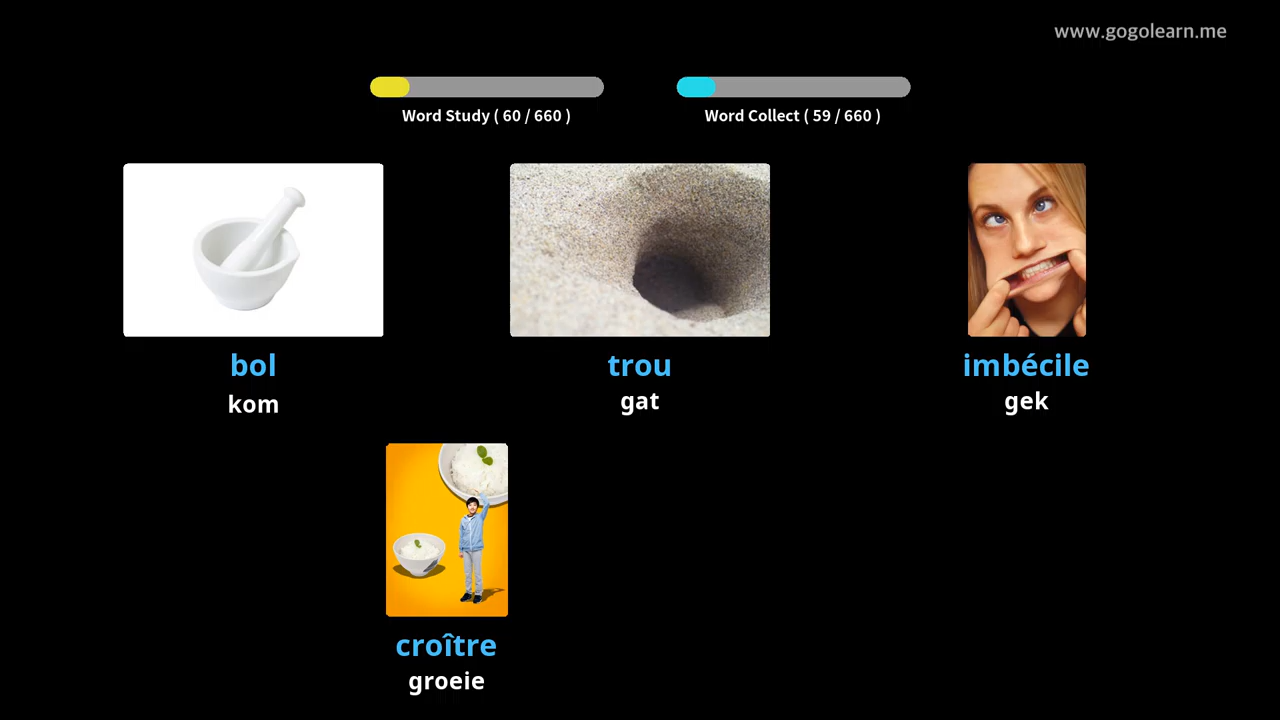 www.gogolearn.me
Word Study ( 60 / 660 )
Word Collect ( 59 / 660 )
bol
kom
trou
gat
imbécile
gek
croître
groeie